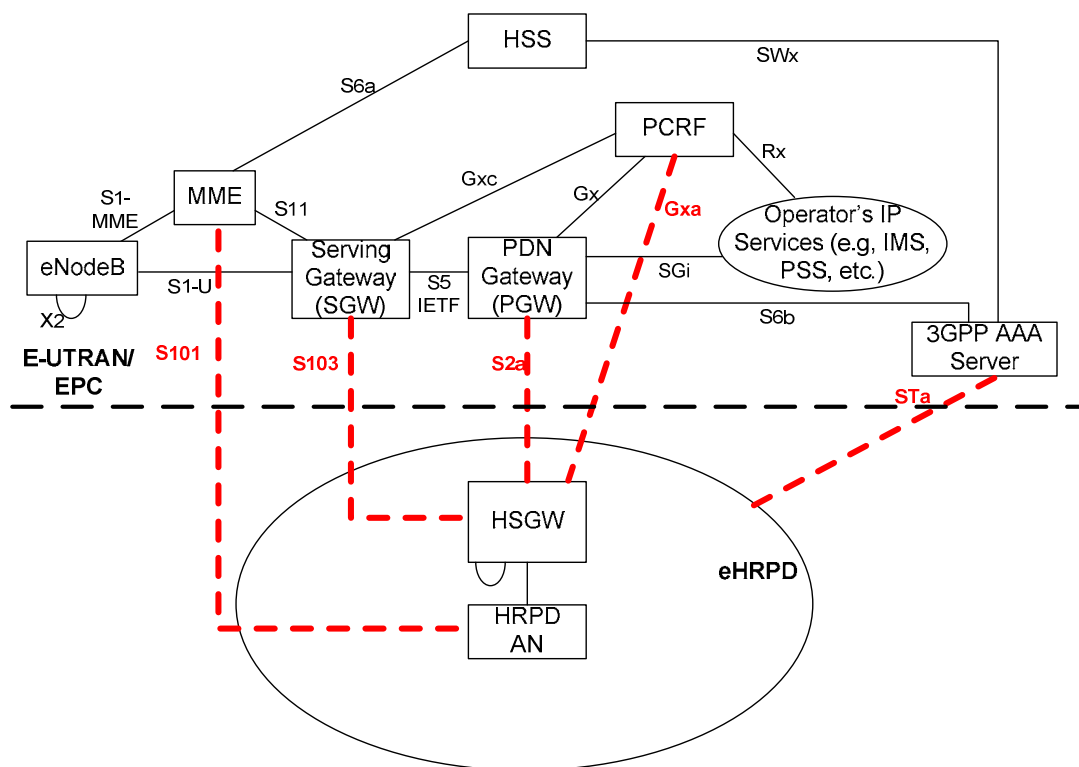 HSS
SWx
S6a
PCRF
Rx
Gxc
S1-
MME
MME
S11
Gx
Gxa
Operator's IP
Services (e.g, IMS,
PSS, etc.)
eNodeB
Serving
Gateway
(SGW)
PDN
Gateway
(PGW)
S1-U
S5
IETF
SGi
X2
S6b
3GPP AAA
Server
E-UTRAN/
EPC
S101
S103
S2a
STa
HSGW
eHRPD
HRPD
AN